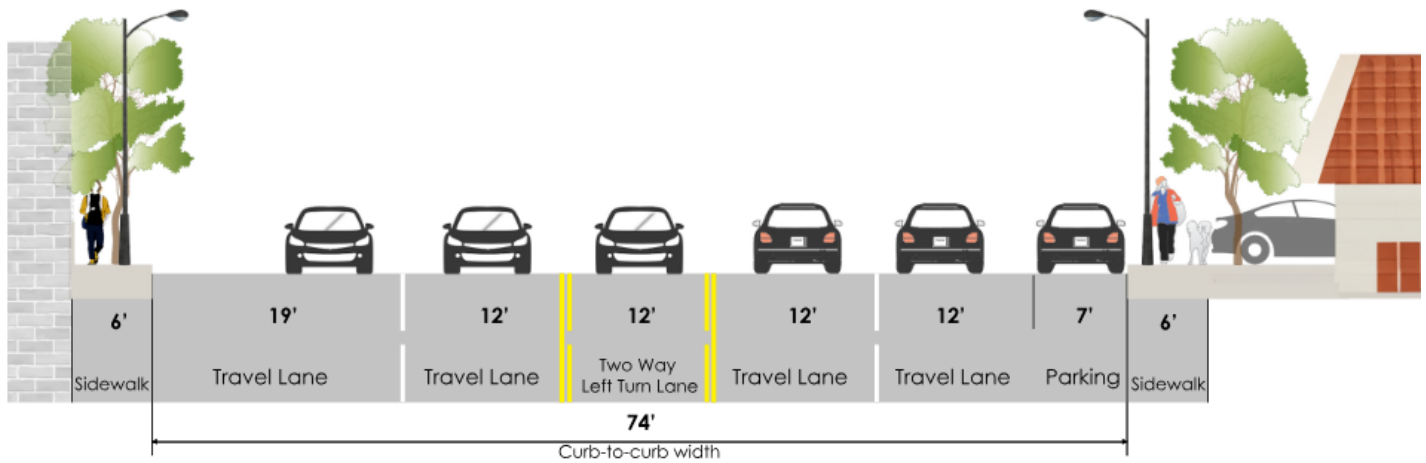 6' 19' 12' 12' 12' 12' 7' 6'
Sidewalk Travel Lane Travel Lane Two Way Left Turn Lane Travel Lane Travel Lane Parking Sidewalk
74'
Curb-to-curb width